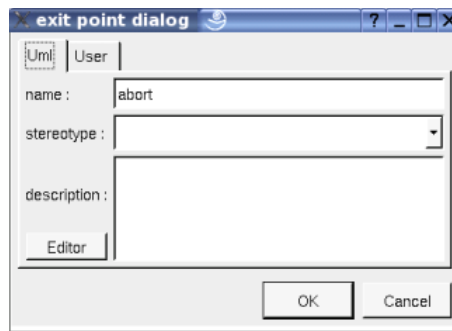 exit point dialog ?
Uml User
name : abort
stereotype :
description :
Editor
OK Cancel